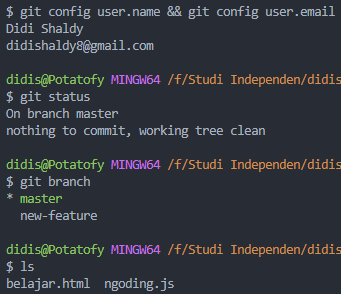 $ git config user.name && git config user.email
Didi Shaldy
didishaldy8@gmail.com
didis@Potatofy MINGW64 /f/Studi Independen/didis
$ git status
On branch master
nothing to commit, working tree clean
didis@Potatofy MINGW64 /f/Studi Independen/didis
$ git branch
* master
  new-feature
didis@Potatofy MINGW64 /f/Studi Independen/didis
$ ls
belajar.html  ngoding.js